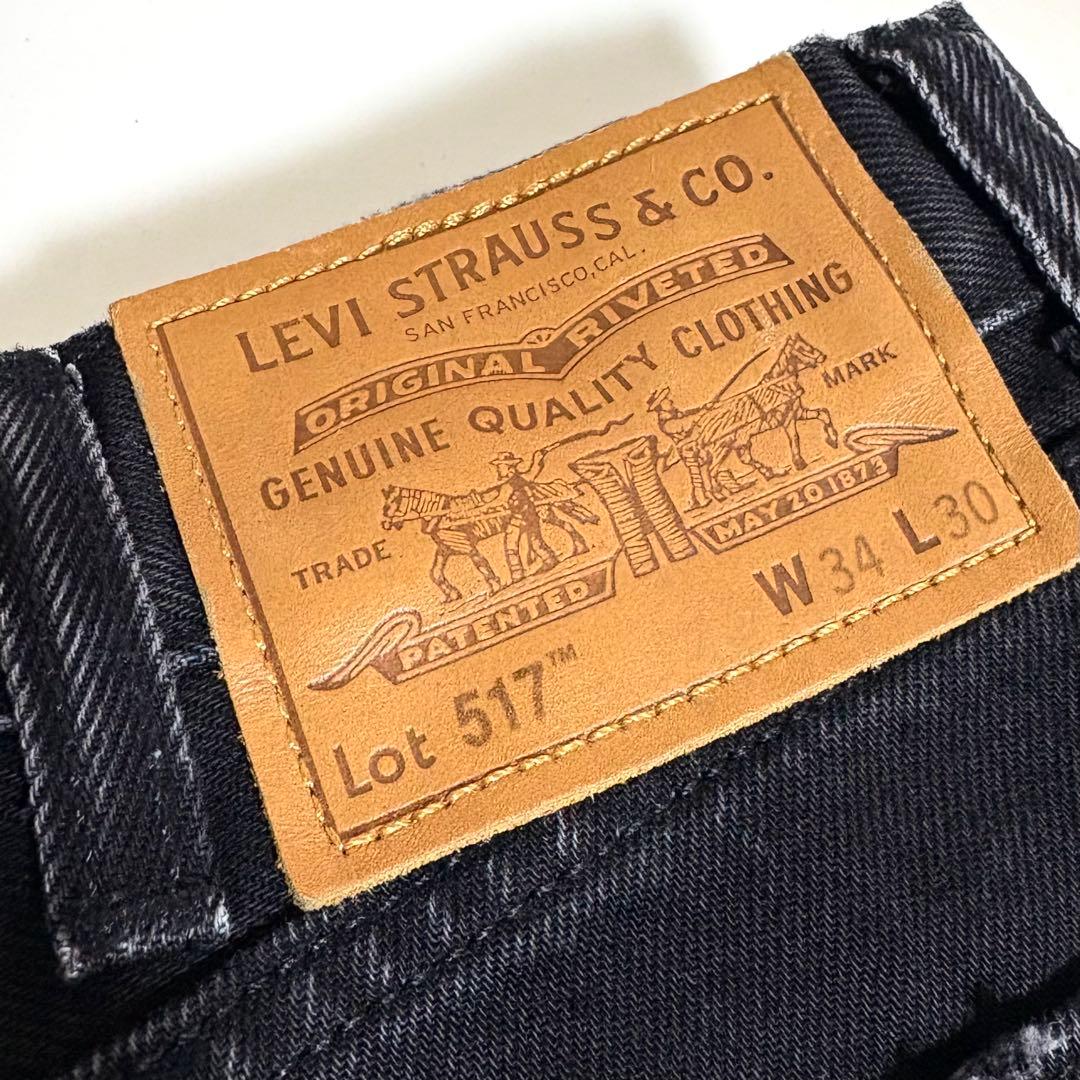 LEVI STRAUSS & CO.
SAN FRANCISCO, CAL.
ORIGINAL RIVETED
GENUINE QUALITY CLOTHING
TRADE MARK
PATENTED MAY 20 1873
W 34 L 30
Lot 517™